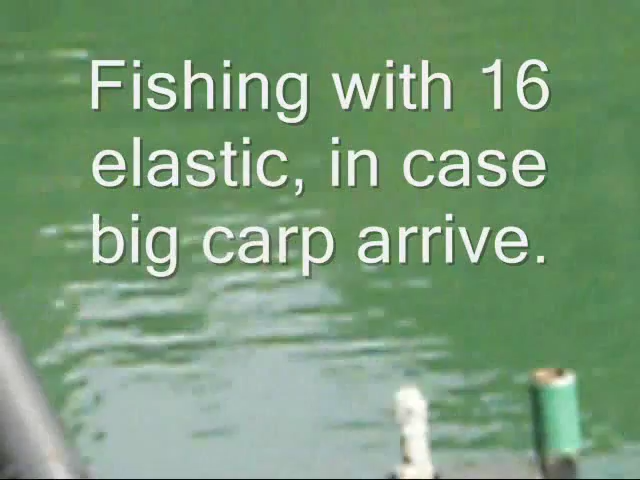 Fishing with 16
elastic, in case
big carp arrive.